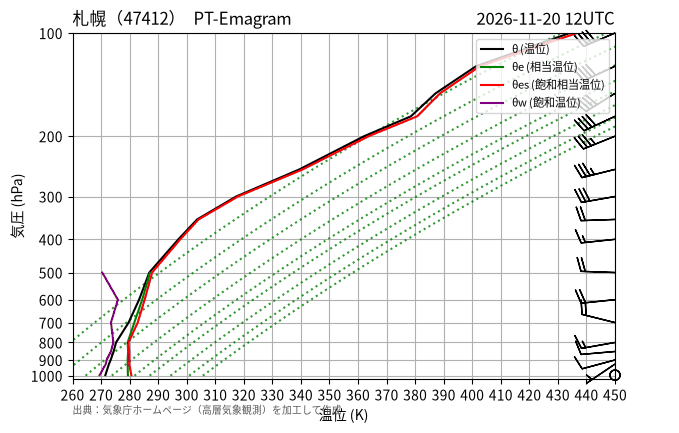 札幌（47412） PT-Emagram 2026-11-20 12UTC
θ (温位)
θe (相当温位)
θes (飽和相当温位)
θw (飽和温位)
気圧 (hPa)
100
200
300
400
500
600
700
800
900
1000
260 270 280 290 300 310 320 330 340 350 360 370 380 390 400 410 420 430 440 450
温位 (K)
出典：気象庁ホームページ（高層気象観測）を加工して作成